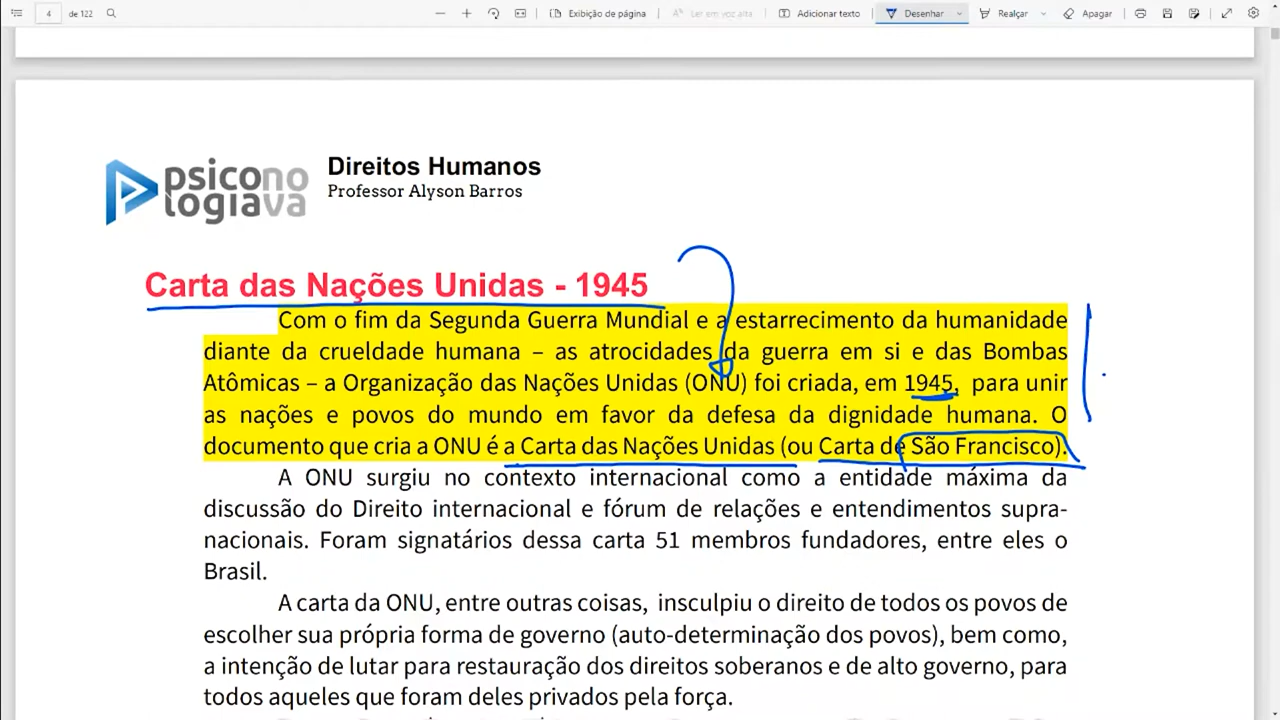 4 de 122 Exibição de página Ler em voz alta Adicionar texto Desenhar Realçar Apagar
psicono
logiava
Direitos Humanos
Professor Alyson Barros
Carta das Nações Unidas - 1945
Com o fim da Segunda Guerra Mundial e a estarrecimento da humanidade
diante da crueldade humana – as atrocidades da guerra em si e das Bombas
Atômicas – a Organização das Nações Unidas (ONU) foi criada, em 1945, para unir
as nações e povos do mundo em favor da defesa da dignidade humana. O
documento que cria a ONU é a Carta das Nações Unidas (ou Carta de São Francisco).
A ONU surgiu no contexto internacional como a entidade máxima da
discussão do Direito internacional e fórum de relações e entendimentos supra-
nacionais. Foram signatários dessa carta 51 membros fundadores, entre eles o
Brasil.
A carta da ONU, entre outras coisas, insculpiu o direito de todos os povos de
escolher sua própria forma de governo (auto-determinação dos povos), bem como,
a intenção de lutar para restauração dos direitos soberanos e de alto governo, para
todos aqueles que foram deles privados pela força.